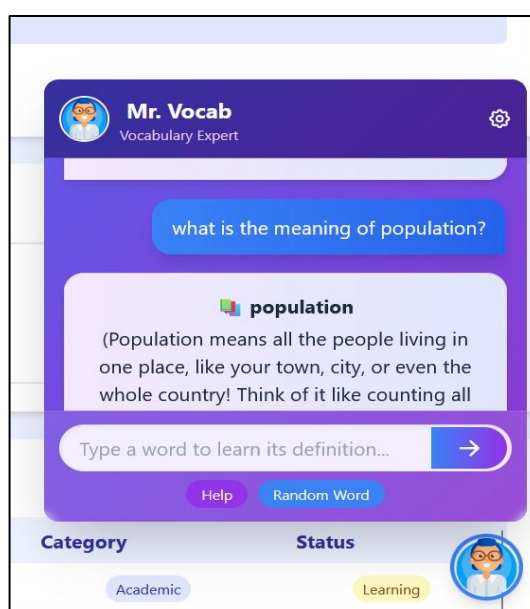 Mr. Vocab
Vocabulary Expert
what is the meaning of population?
population
(Population means all the people living in
one place, like your town, city, or even the
whole country! Think of it like counting all
Type a word to learn its definition...
Help Random Word
Category Status
Academic Learning